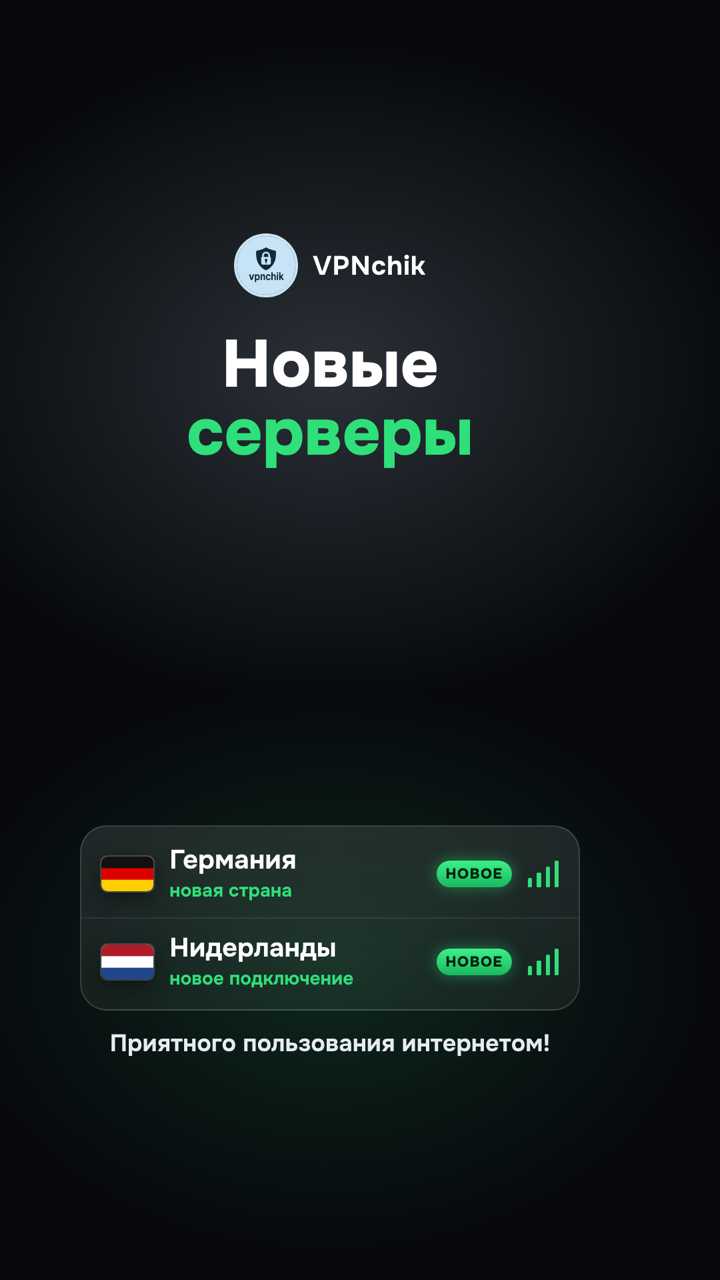 vpnchik
VPNchik
Новые
серверы
Германия
новая страна
НОВОЕ
Нидерланды
новое подключение
НОВОЕ
Приятного пользования интернетом!